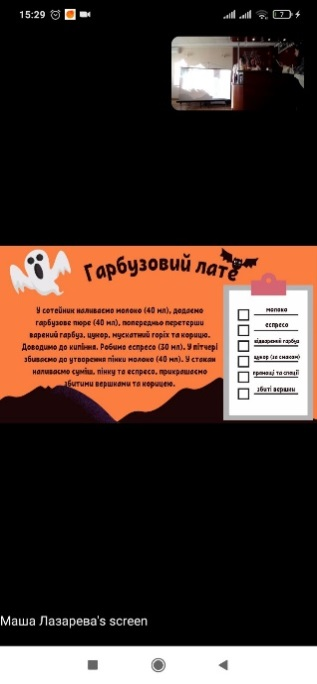 15:29
7
Гарбузовий лате
У сотейник наливаємо молоко (40 мл), додаємо
гарбузове пюре (40 мл), попередньо перетерши
варений гарбуз, цукор, мускатний горіх та корицю.
Доводимо до кипіння. Робимо еспресо (30 мл). У пітчері
збиваємо до утворення пінки молоко (40 мл). У стакан
наливаємо суміш, пінку та еспресо, прикрашаємо
збитими вершками та корицею.
молоко
еспресо
відварений гарбуз
цукор (за смаком)
прянощі та спеції
збиті вершки
Маша Лазарева's screen